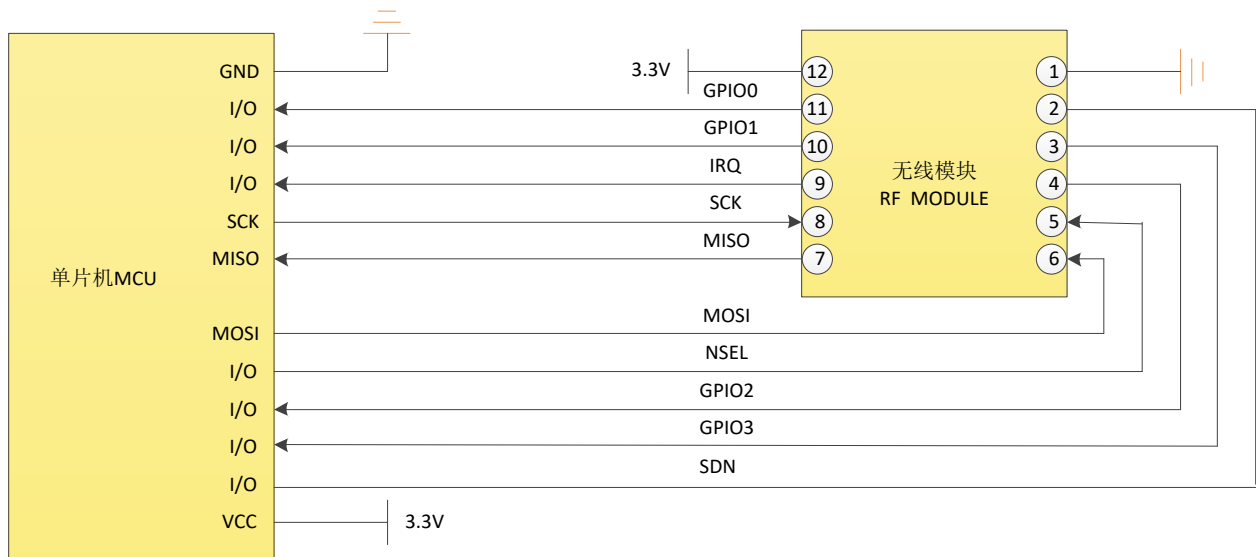 GND
I/O
I/O
I/O
SCK
MISO
单片机MCU
MOSI
I/O
I/O
I/O
I/O
VCC
3.3V
3.3V
GPIO0
GPIO1
IRQ
SCK
MISO
MOSI
NSEL
GPIO2
GPIO3
SDN
12
11
10
9
8
7
无线模块
RF MODULE
1
2
3
4
5
6